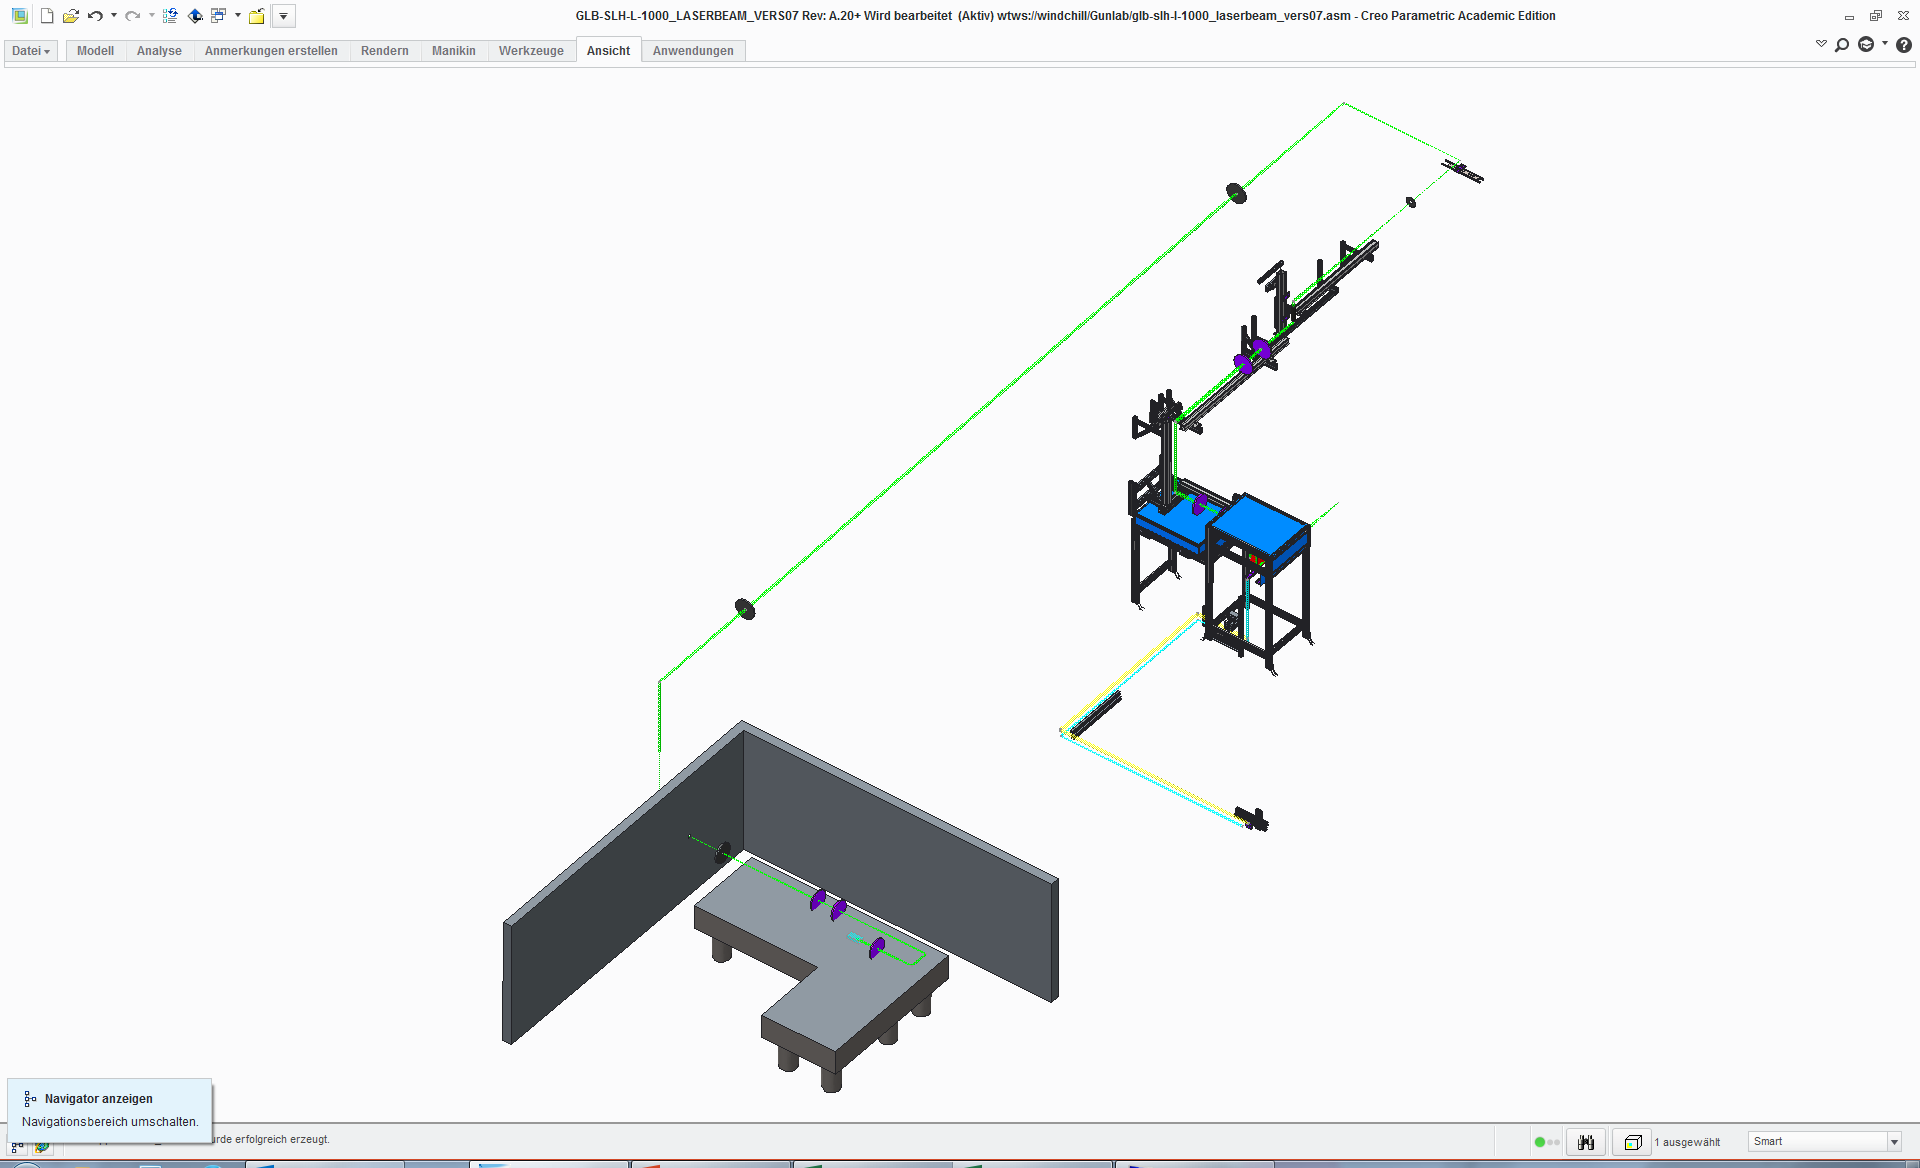 GLB-SLH-L-1000_LASERBEAM_VERS07 Rev: A.20+ Wird bearbeitet (Aktiv) wtws://windchill/Gunlab/glb-slh-l-1000_laserbeam_vers07.asm - Creo Parametric Academic Edition
Datei Modell Analyse Anmerkungen erstellen Rendern Manikin Werkzeuge Ansicht Anwendungen
Navigator anzeigen
Navigationsbereich umschalten.
erfolgreich erzeugt.
1 ausgewählt
Smart